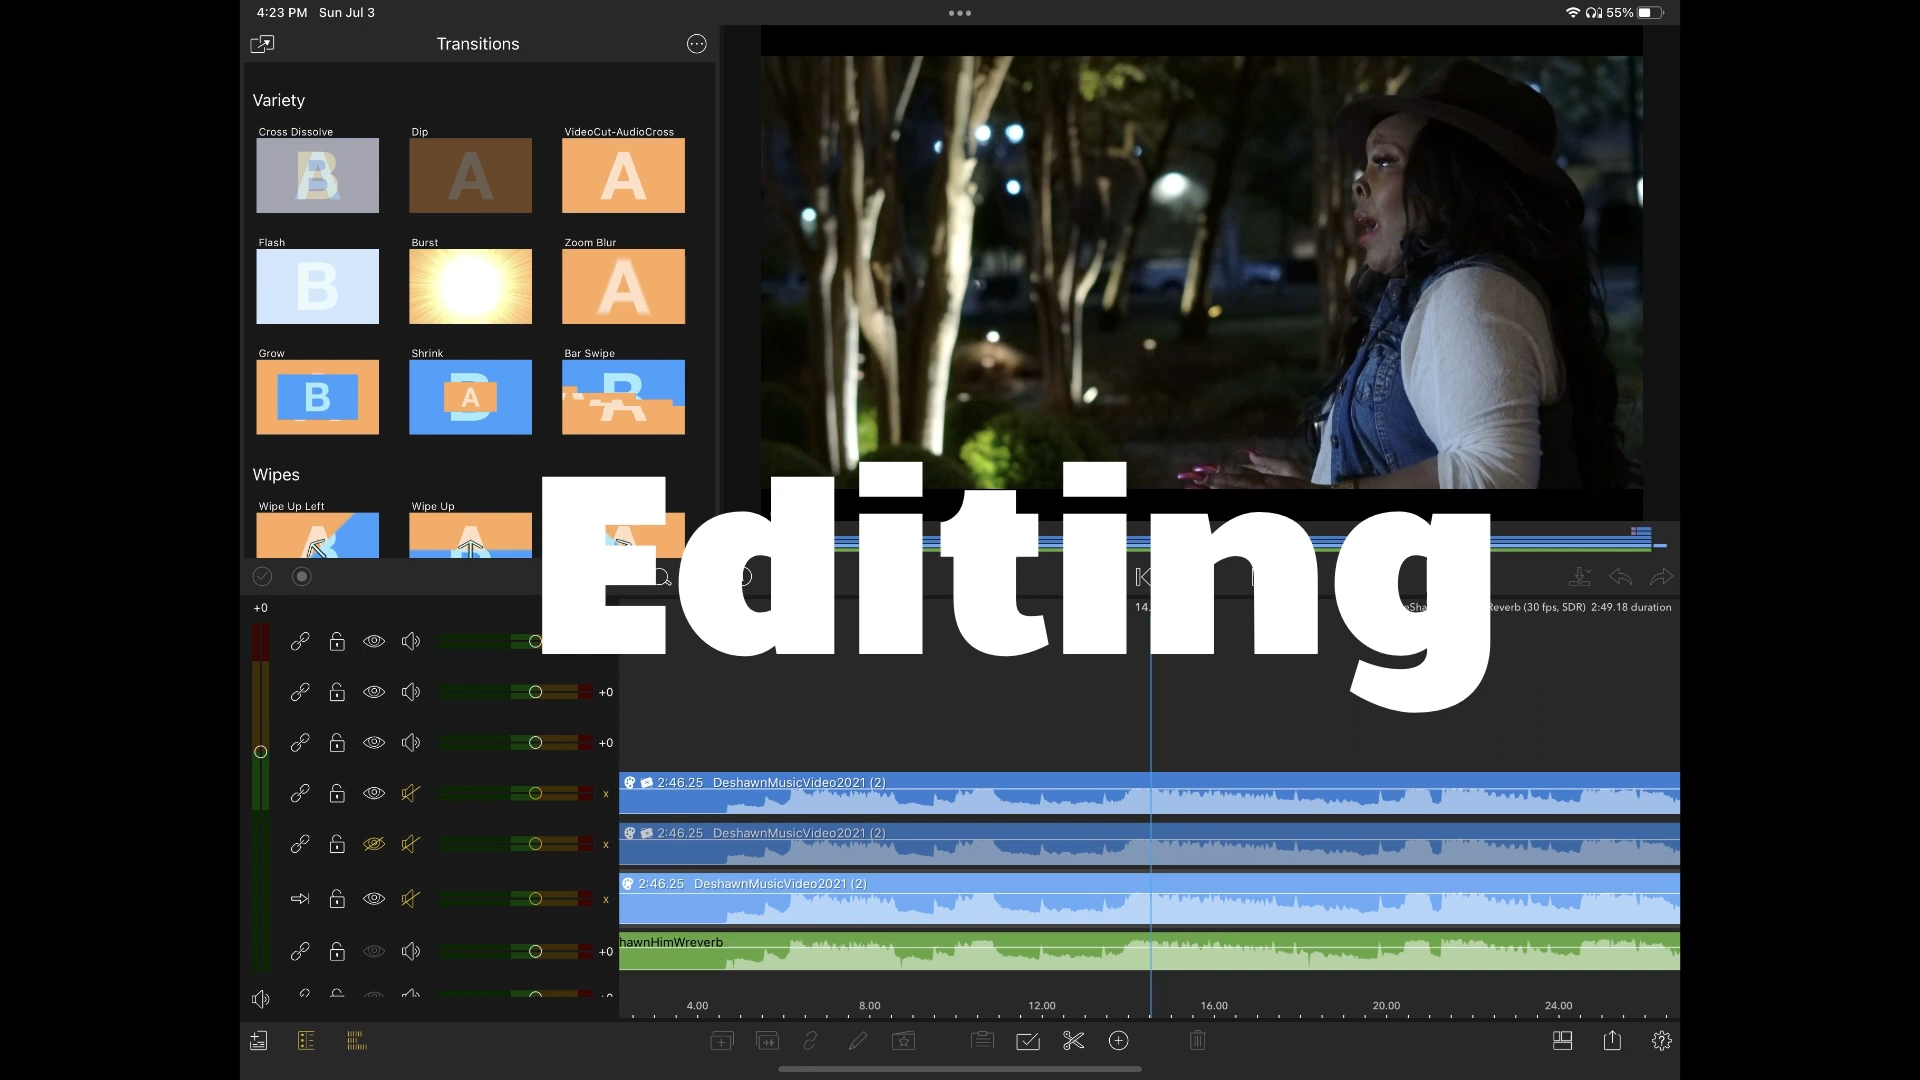 4:23 PM Sun Jul 3
55%
Transitions
Variety
Cross Dissolve
Dip
VideoCut-AudioCross
B
A
A
Flash
Burst
Zoom Blur
B
A
Grow
Shrink
Bar Swipe
B
A
Wipes
Wipe Up Left
Wipe Up
Editing
+0
14.
Reverb (30 fps, SDR) 2:49.18 duration
+0
+0
x
2:46.25 DeshawnMusicVideo2021 (2)
x
2:46.25 DeshawnMusicVideo2021 (2)
x
2:46.25 DeshawnMusicVideo2021 (2)
+0
hawnHimWreverb
4.00
8.00
12.00
16.00
20.00
24.00